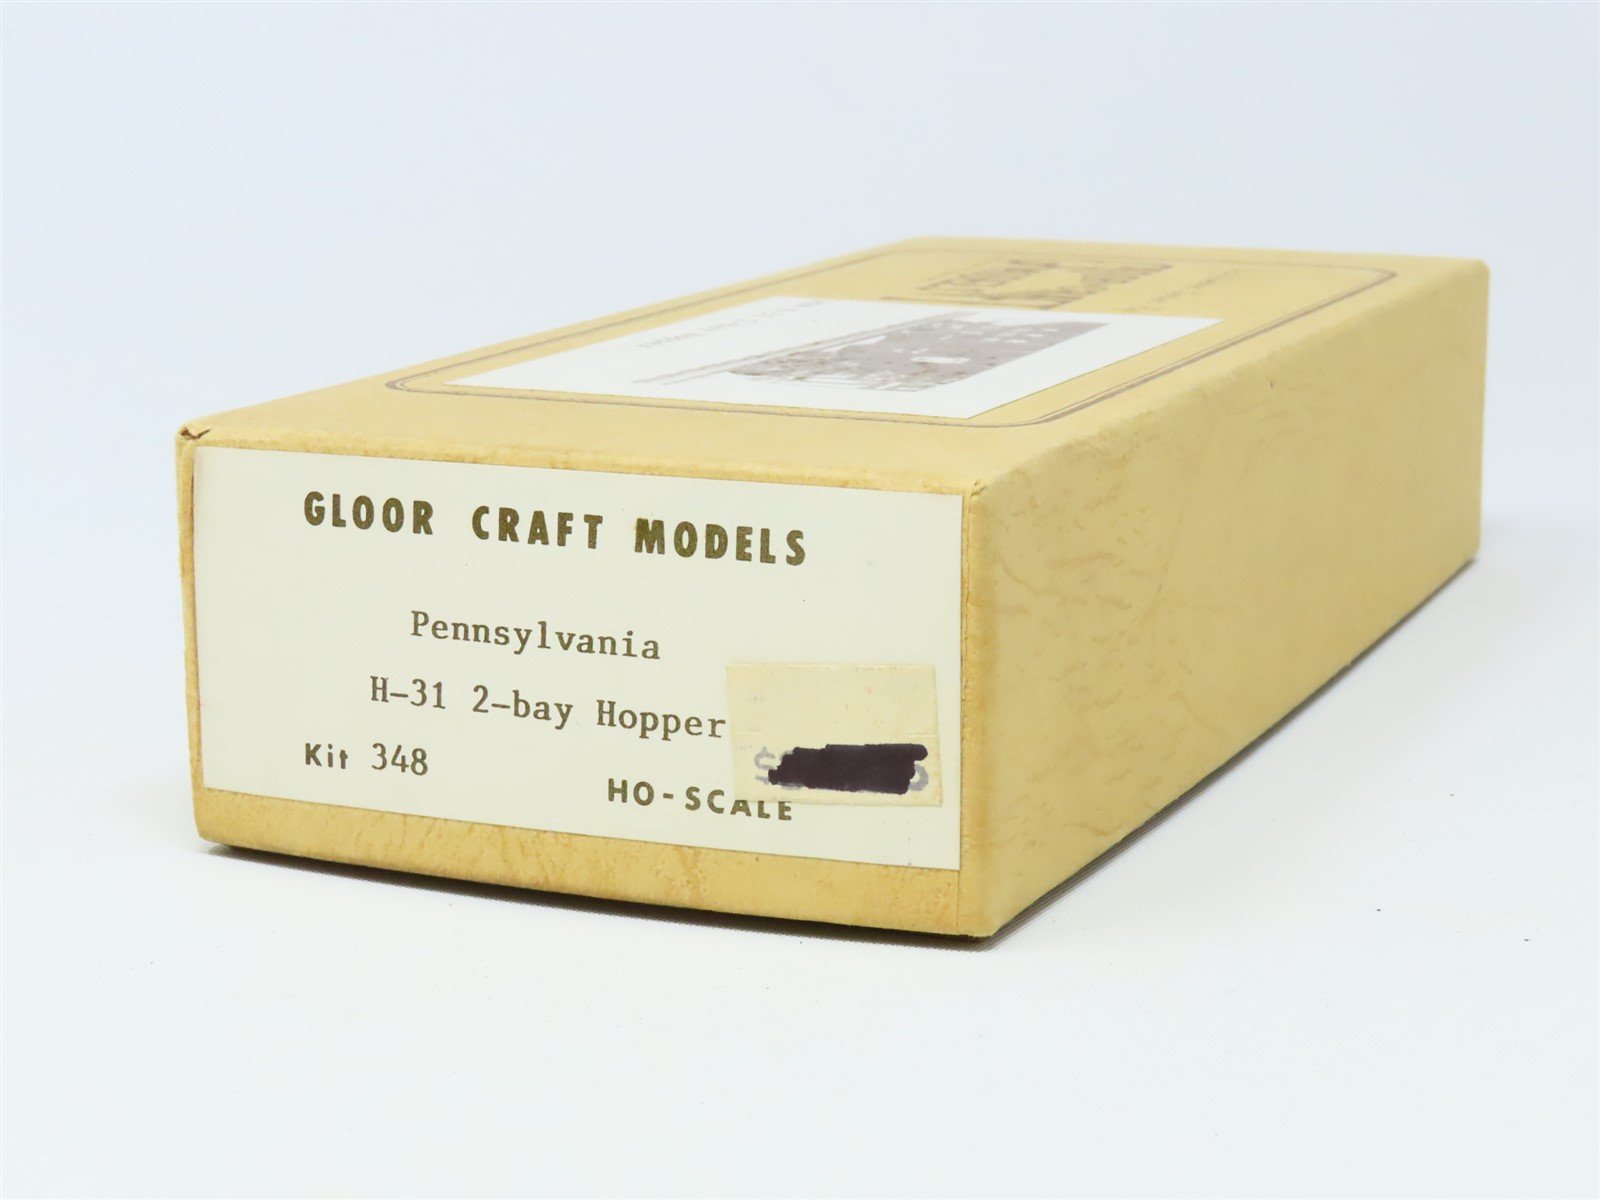 GLOOR CRAFT MODELS
Pennsylvania
H-31 2-bay Hopper
Kit 348
HO-SCALE